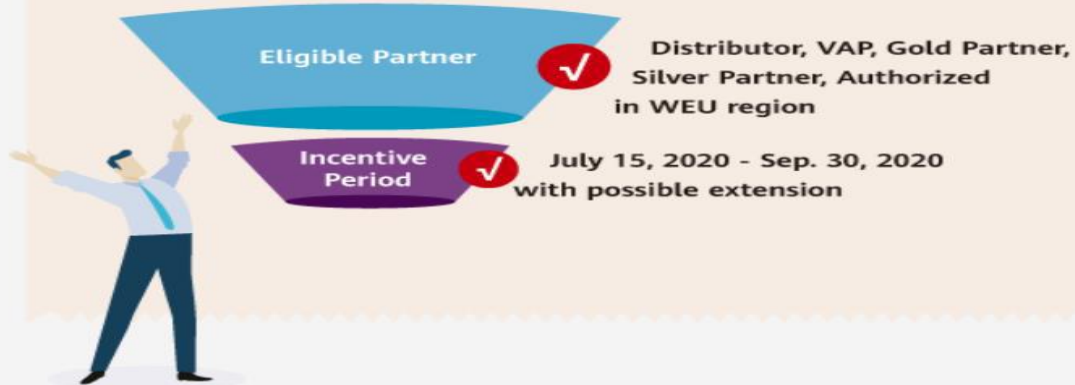 Eligible Partner
Distributor, VAP, Gold Partner,
Silver Partner, Authorized
in WEU region
Incentive
Period
July 15, 2020 - Sep. 30, 2020
with possible extension